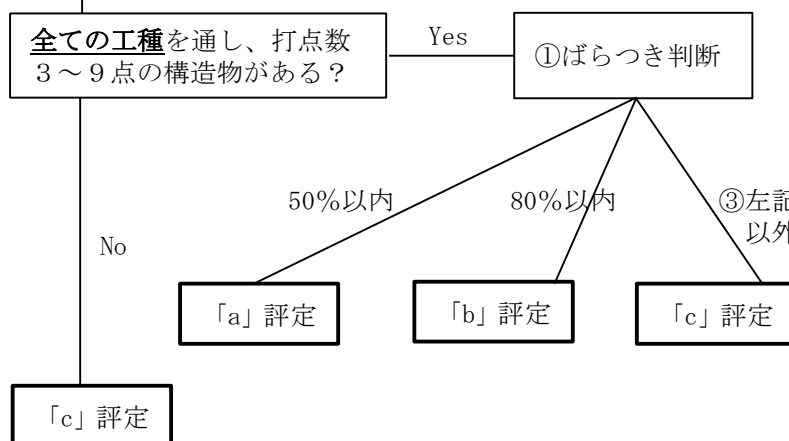 全ての工種を通し、打点数
３～９点の構造物がある？
Yes
①ばらつき判断
50％以内
80％以内
③左記
以外
No
「a」評定
「b」評定
「c」評定
「c」評定